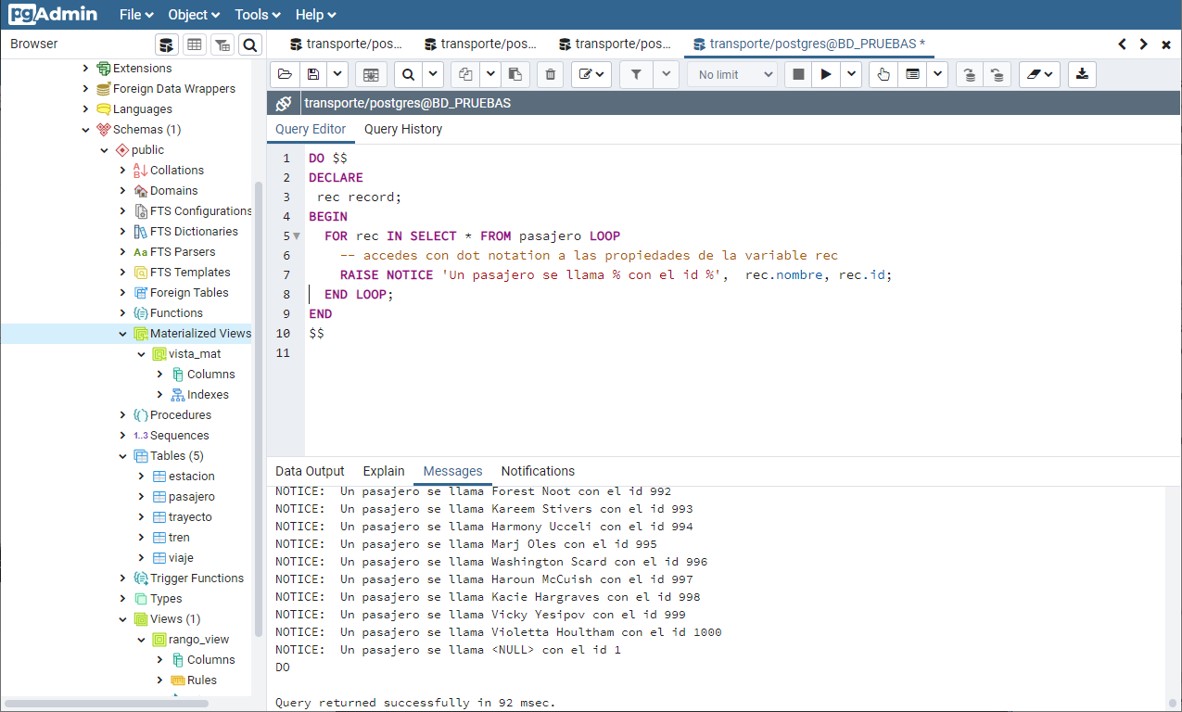 pgAdmin File Object Tools Help
Browser
transporte/pos... transporte/pos... transporte/pos... transporte/postgres@BD_PRUEBAS *
No limit
transporte/postgres@BD_PRUEBAS
Query Editor Query History
Extensions
Foreign Data Wrappers
Languages
Schemas (1)
public
Collations
Domains
FTS Configurations
FTS Dictionaries
Aa FTS Parsers
FTS Templates
Foreign Tables
Functions
Materialized Views
vista_mat
Columns
Indexes
Procedures
1..3 Sequences
Tables (5)
estacion
pasajero
trayecto
tren
viaje
Trigger Functions
Types
Views (1)
rango_view
Columns
Rules
1 DO $$
2 DECLARE
3 rec record;
4 BEGIN
5 FOR rec IN SELECT * FROM pasajero LOOP
6 -- accedes con dot notation a las propiedades de la variable rec
7 RAISE NOTICE 'Un pasajero se llama % con el id %', rec.nombre, rec.id;
8 END LOOP;
9 END
10 $$
11
Data Output Explain Messages Notifications
NOTICE: Un pasajero se llama Forest Noot con el id 992
NOTICE: Un pasajero se llama Kareem Stivers con el id 993
NOTICE: Un pasajero se llama Harmony Ucceli con el id 994
NOTICE: Un pasajero se llama Marj Oles con el id 995
NOTICE: Un pasajero se llama Washington Scard con el id 996
NOTICE: Un pasajero se llama Haroun McCuish con el id 997
NOTICE: Un pasajero se llama Kacie Hargraves con el id 998
NOTICE: Un pasajero se llama Vicky Yesipov con el id 999
NOTICE: Un pasajero se llama Violetta Houltham con el id 1000
NOTICE: Un pasajero se llama <NULL> con el id 1
DO
Query returned successfully in 92 msec.